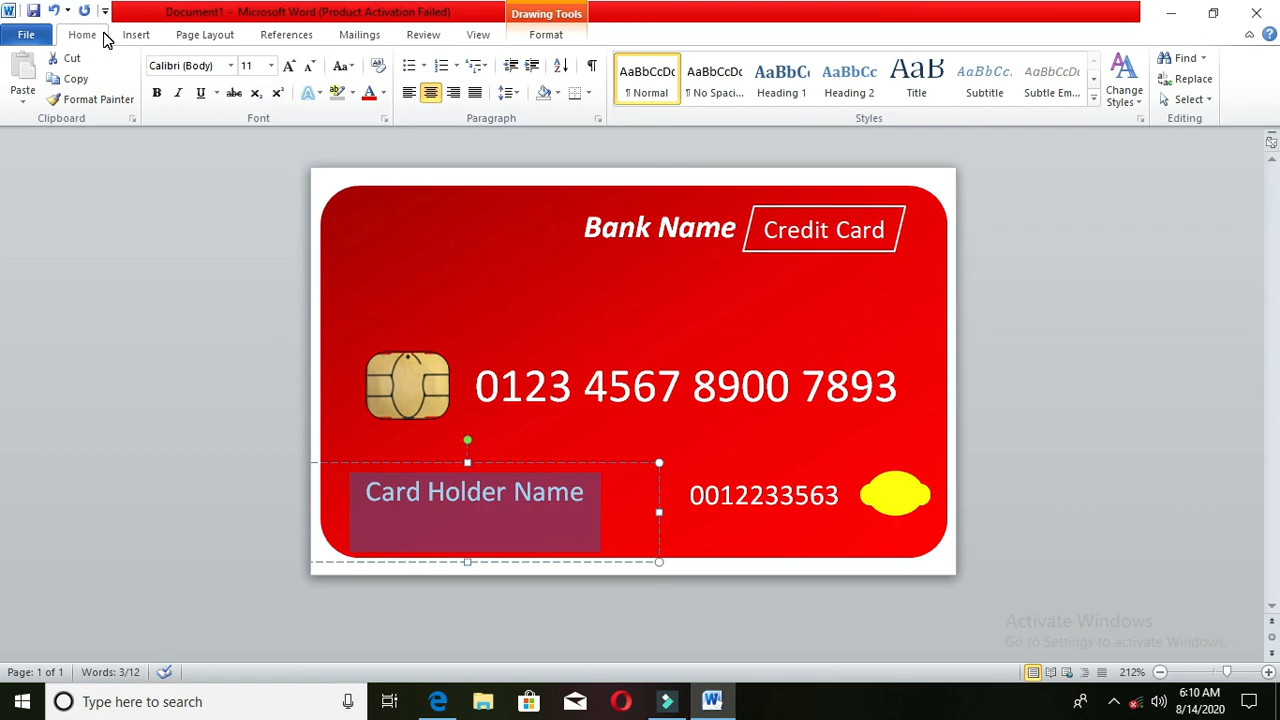 Document1 - Microsoft Word (Product Activation Failed)
Drawing Tools
File
Home
Insert
Page Layout
References
Mailings
Review
View
Format
Paste
Cut
Copy
Format Painter
Clipboard
Calibri (Body)
11
Font
Paragraph
AaBbCcDc
¶ Normal
AaBbCcDc
¶ No Spaci...
AaBbCc
Heading 1
AaBbCc
Heading 2
AaB
Title
AaBbCc.
Subtitle
AaBbCcDc
Subtle Em...
Change
Styles
Styles
Find
Replace
Select
Editing
Bank Name
Credit Card
0123 4567 8900 7893
Card Holder Name
0012233563
Activate Windows
Go to Settings to activate Windows.
Page: 1 of 1
Words: 3/12
212%
Type here to search
6:10 AM
8/14/2020